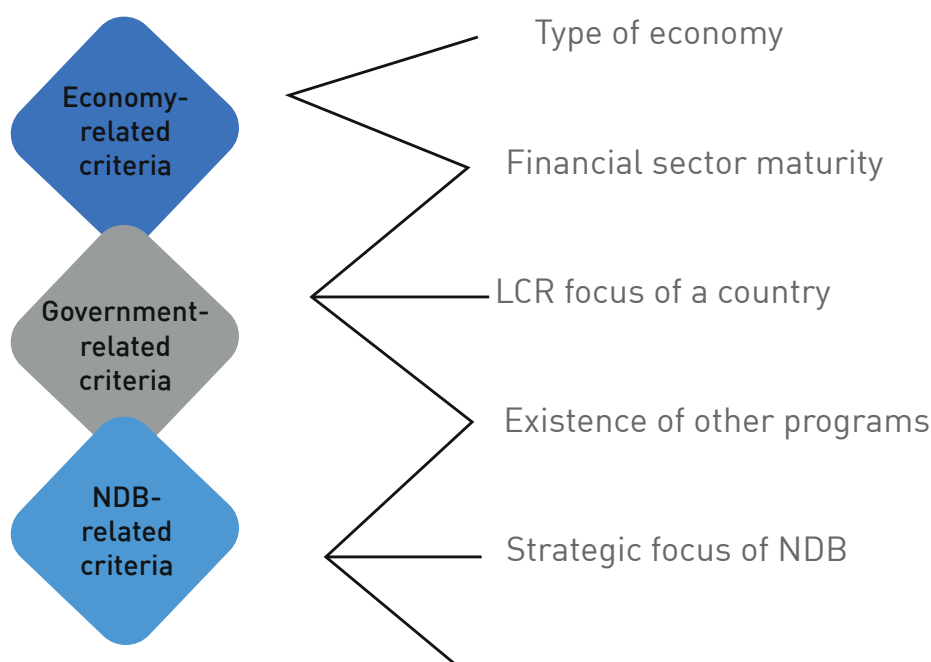 Economy-
related
criteria
Government-
related
criteria
NDB-
related
criteria
Type of economy
Financial sector maturity
LCR focus of a country
Existence of other programs
Strategic focus of NDB